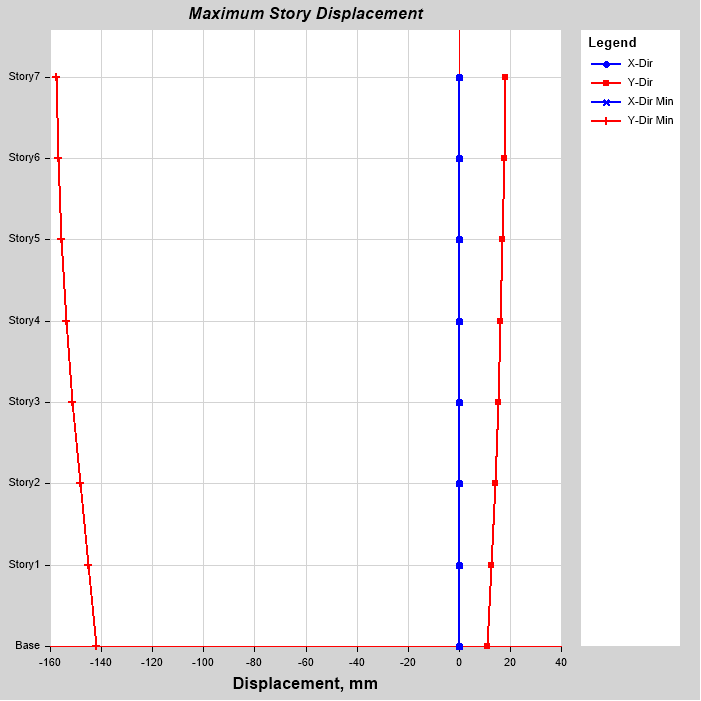 Maximum Story Displacement
Legend
X-Dir
Y-Dir
X-Dir Min
Y-Dir Min
Story7
Story6
Story5
Story4
Story3
Story2
Story1
Base
-160 -140 -120 -100 -80 -60 -40 -20 0 20 40
Displacement, mm